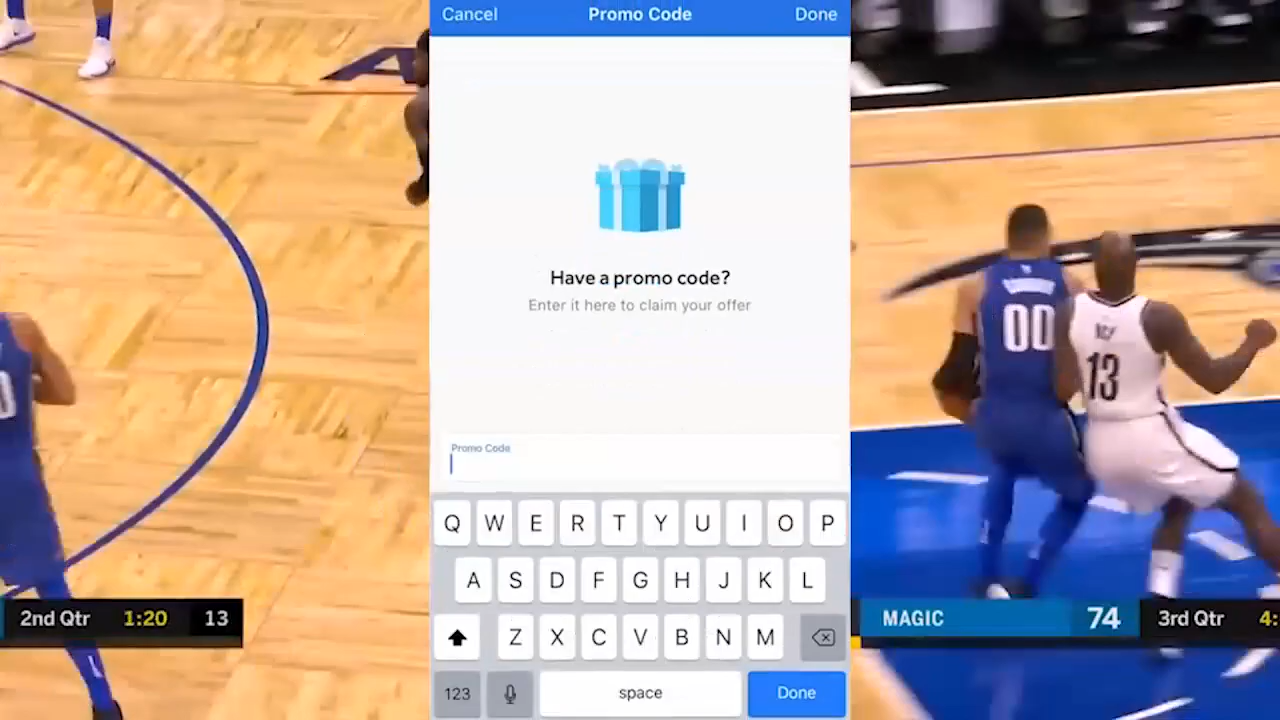 Cancel Promo Code Done
Have a promo code?
Enter it here to claim your offer
00
13
Promo Code
Q W E R T Y U I O P
A S D F G H J K L
Z X C V B N M
123 space Done
2nd Qtr 1:20 13
MAGIC 74 3rd Qtr 4: